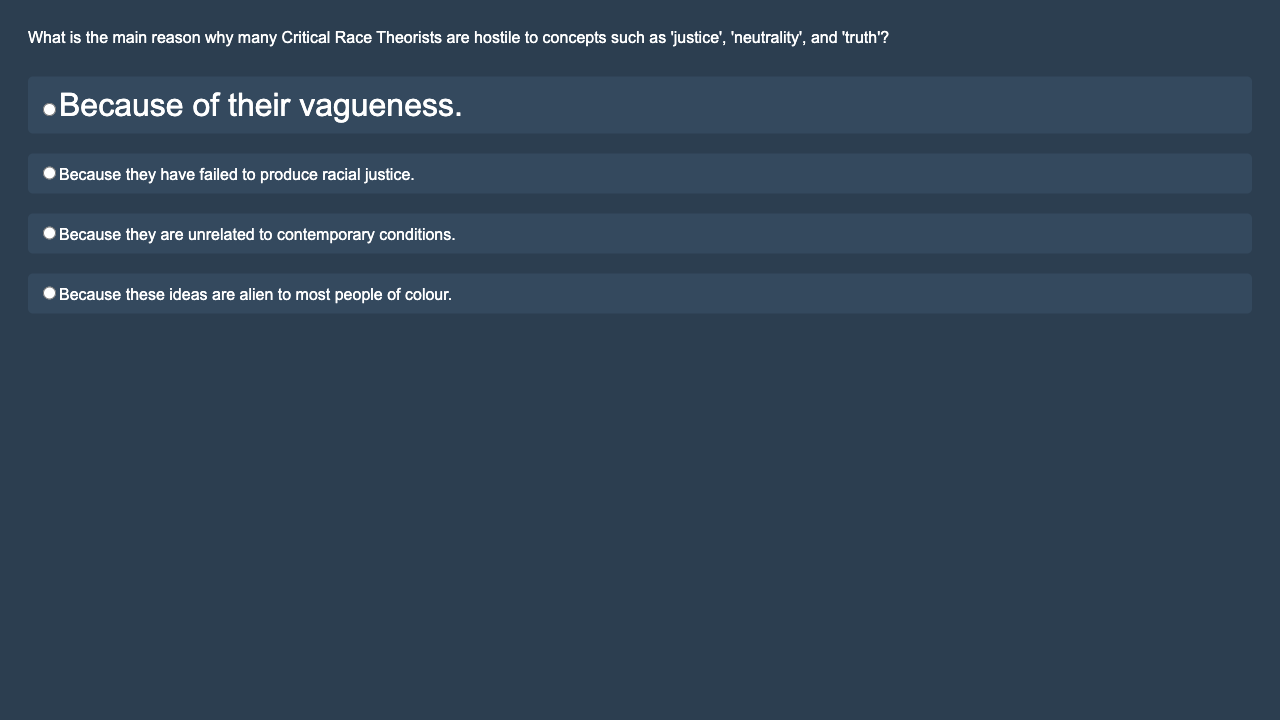 What is the main reason why many Critical Race Theorists are hostile to concepts such as 'justice', 'neutrality', and 'truth'?
Because of their vagueness.
Because they have failed to produce racial justice.
Because they are unrelated to contemporary conditions.
Because these ideas are alien to most people of colour.